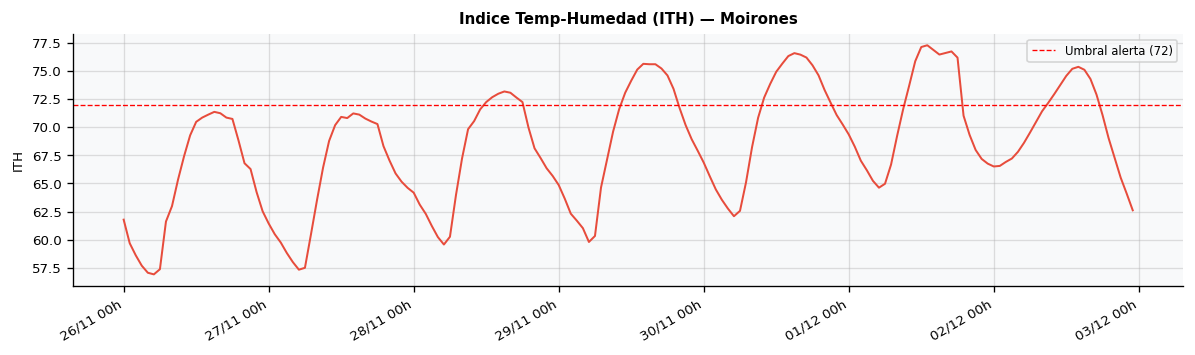 Indice Temp-Humedad (ITH) — Moirones
Umbral alerta (72)
ITH
77.5
75.0
72.5
70.0
67.5
65.0
62.5
60.0
57.5
26/11 00h
27/11 00h
28/11 00h
29/11 00h
30/11 00h
01/12 00h
02/12 00h
03/12 00h